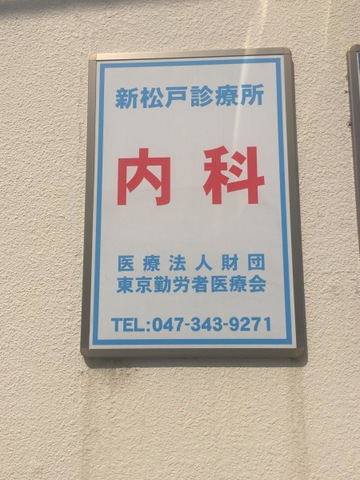 新松戸診療所
内科
医療法人財団
東京勤労者医療会
TEL:047-343-9271